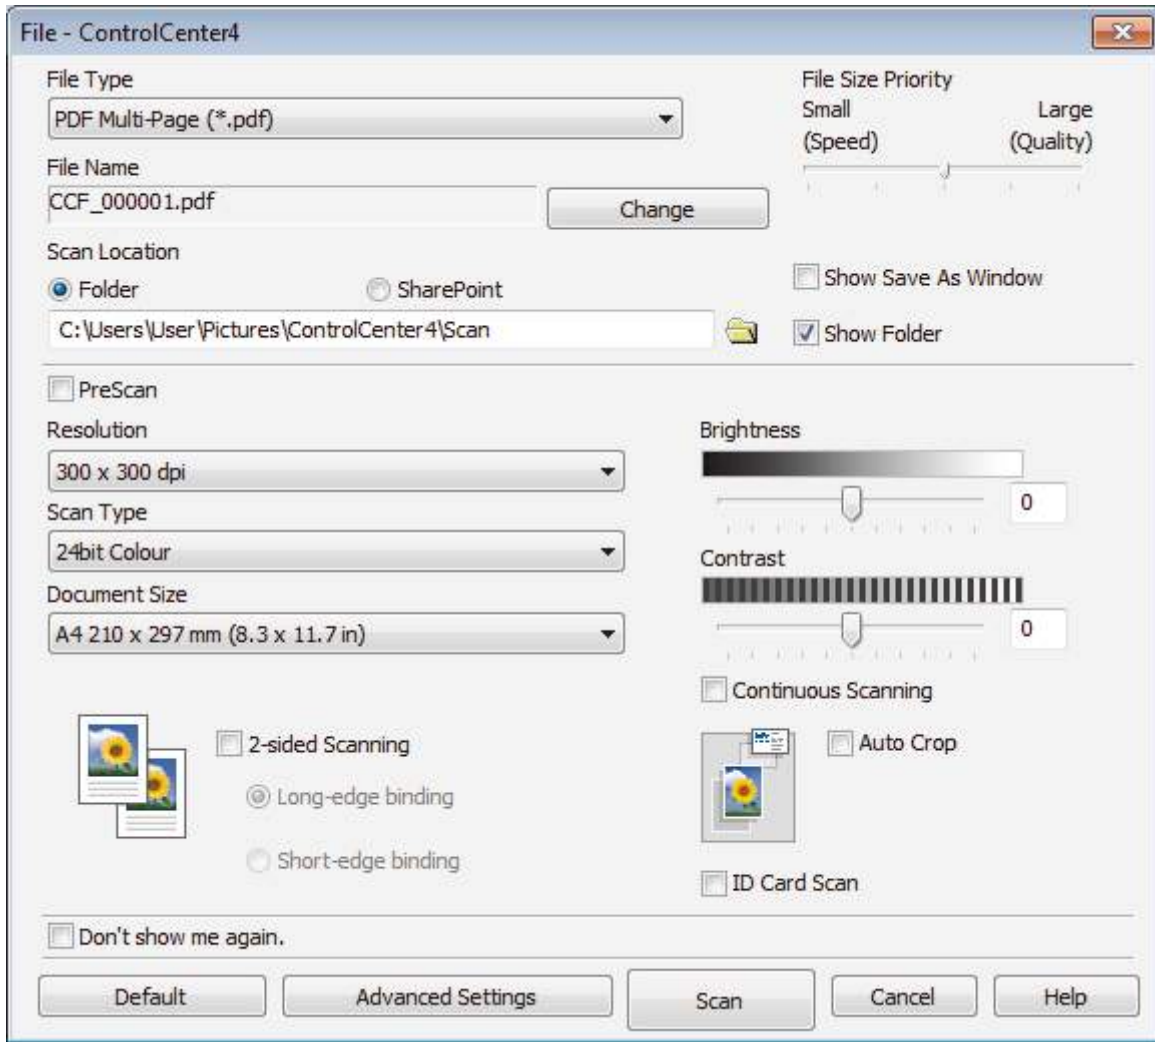 File - ControlCenter4
File Type
PDF Multi-Page (*.pdf)
File Name
CCF_000001.pdf
Change
File Size Priority
Small Large
(Speed) (Quality)
Scan Location
Folder SharePoint
C:\Users\User\Pictures\ControlCenter4\Scan
Show Save As Window
Show Folder
PreScan
Resolution
300 x 300 dpi
Scan Type
24bit Colour
Document Size
A4 210 x 297 mm (8.3 x 11.7 in)
Brightness
0
Contrast
0
Continuous Scanning
2-sided Scanning
Long-edge binding
Short-edge binding
Auto Crop
ID Card Scan
Don't show me again.
Default Advanced Settings Scan Cancel Help